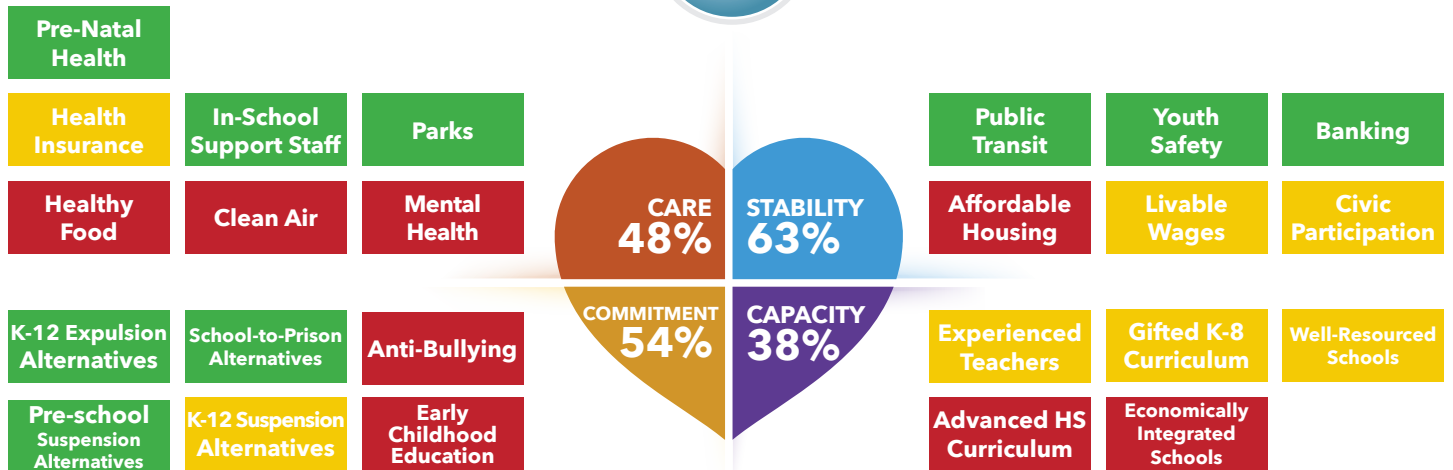 Pre-Natal
Health
Health
Insurance
In-School
Support Staff
Parks
Healthy
Food
Clean Air
Mental
Health
CARE
48%
STABILITY
63%
Public
Transit
Youth
Safety
Banking
Affordable
Housing
Livable
Wages
Civic
Participation
K-12 Expulsion
Alternatives
School-to-Prison
Alternatives
Anti-Bullying
Pre-school
Suspension
Alternatives
K-12 Suspension
Alternatives
Early
Childhood
Education
COMMITMENT
54%
CAPACITY
38%
Experienced
Teachers
Gifted K-8
Curriculum
Well-Resourced
Schools
Advanced HS
Curriculum
Economically
Integrated
Schools